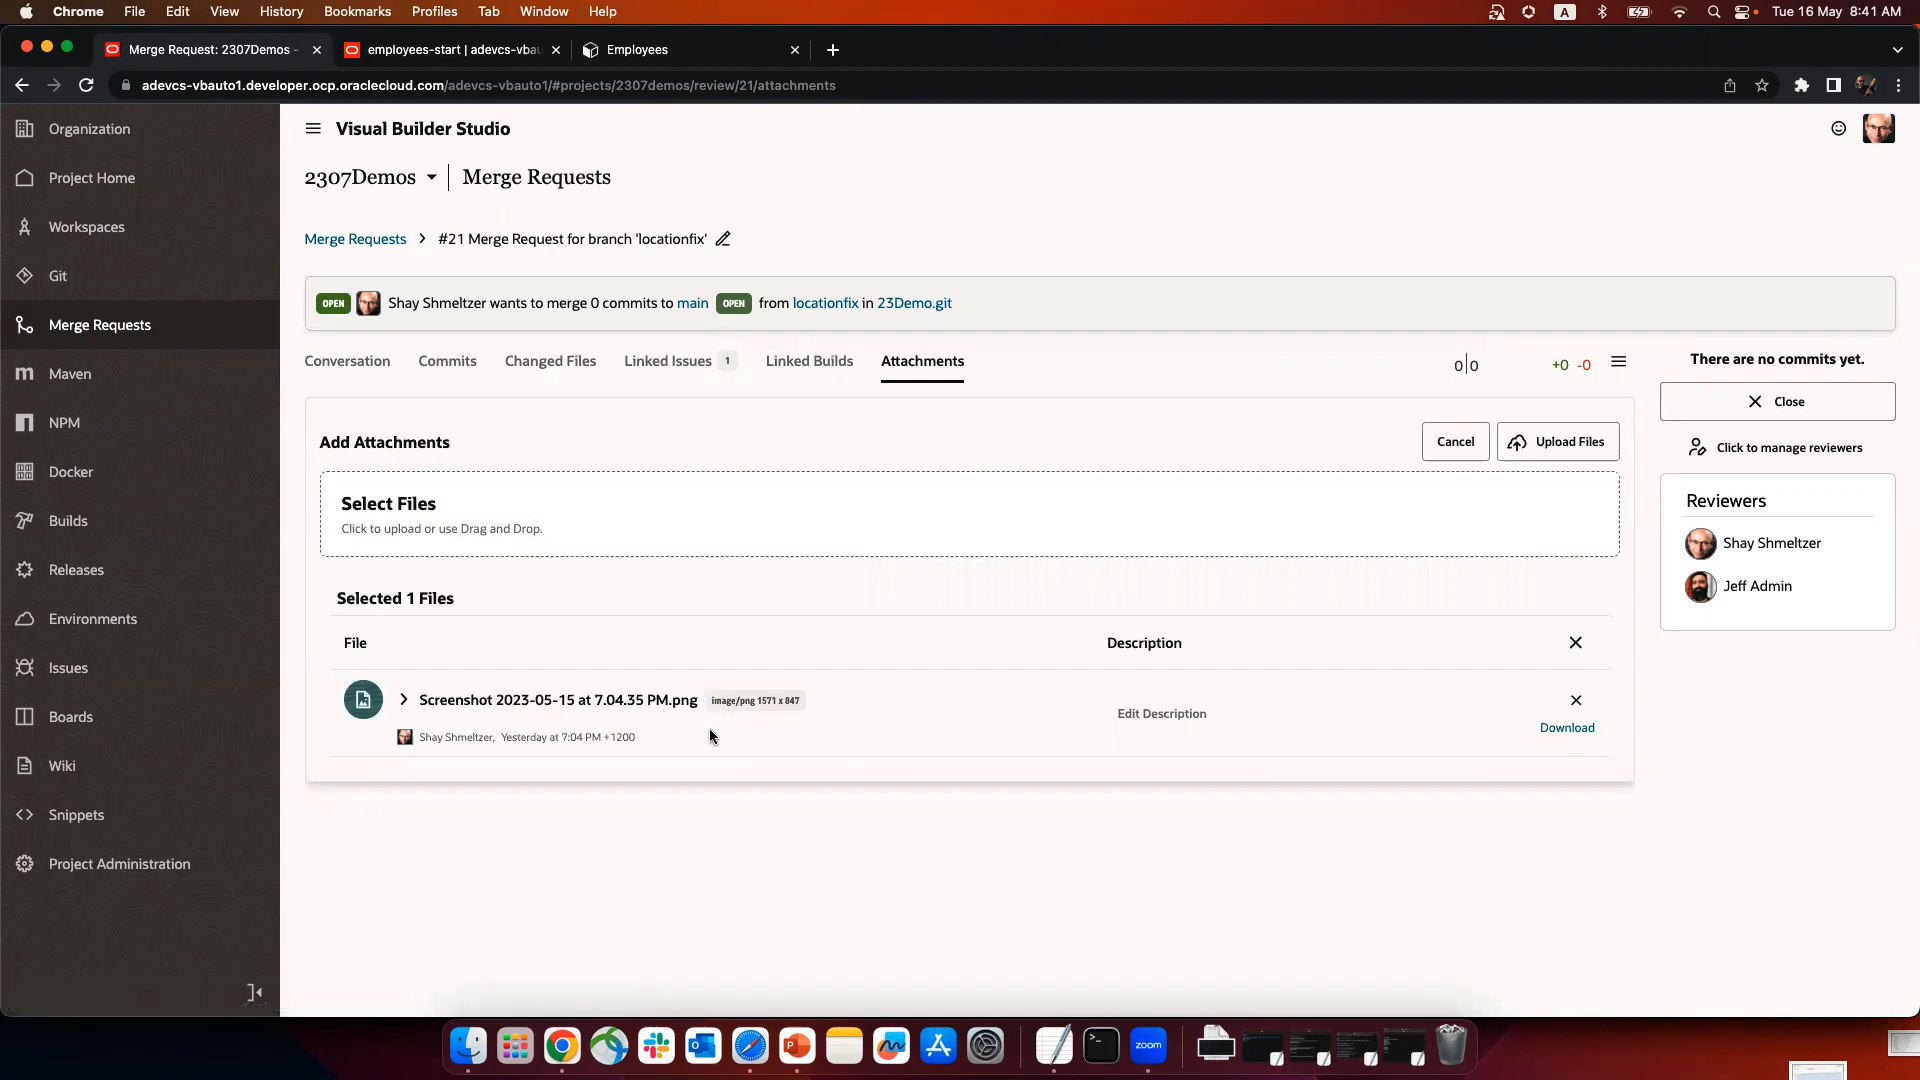 Chrome File Edit View History Bookmarks Profiles Tab Window Help
A
Tue 16 May 8:41 AM
Merge Request: 2307Demos -
employees-start | adevcs-vbau
Employees
adevcs-vbauto1.developer.ocp.oraclecloud.com/adevcs-vbauto1/#projects/2307demos/review/21/attachments
Organization
Project Home
Workspaces
Git
Merge Requests
Maven
NPM
Docker
Builds
Releases
Environments
Issues
Boards
Wiki
Snippets
Project Administration
Visual Builder Studio
2307Demos
Merge Requests
Merge Requests > #21 Merge Request for branch 'locationfix'
OPEN Shay Shmeltzer wants to merge 0 commits to main OPEN from locationfix in 23Demo.git
Conversation
Commits
Changed Files
Linked Issues 1
Linked Builds
Attachments
0|0
+0 -0
Add Attachments
Cancel
Upload Files
Select Files
Click to upload or use Drag and Drop.
Selected 1 Files
File
Description
Screenshot 2023-05-15 at 7.04.35 PM.png
image/png 1571 x 847
Shay Shmeltzer, Yesterday at 7:04 PM +1200
Edit Description
Download
There are no commits yet.
Close
Click to manage reviewers
Reviewers
Shay Shmeltzer
Jeff Admin
zoom